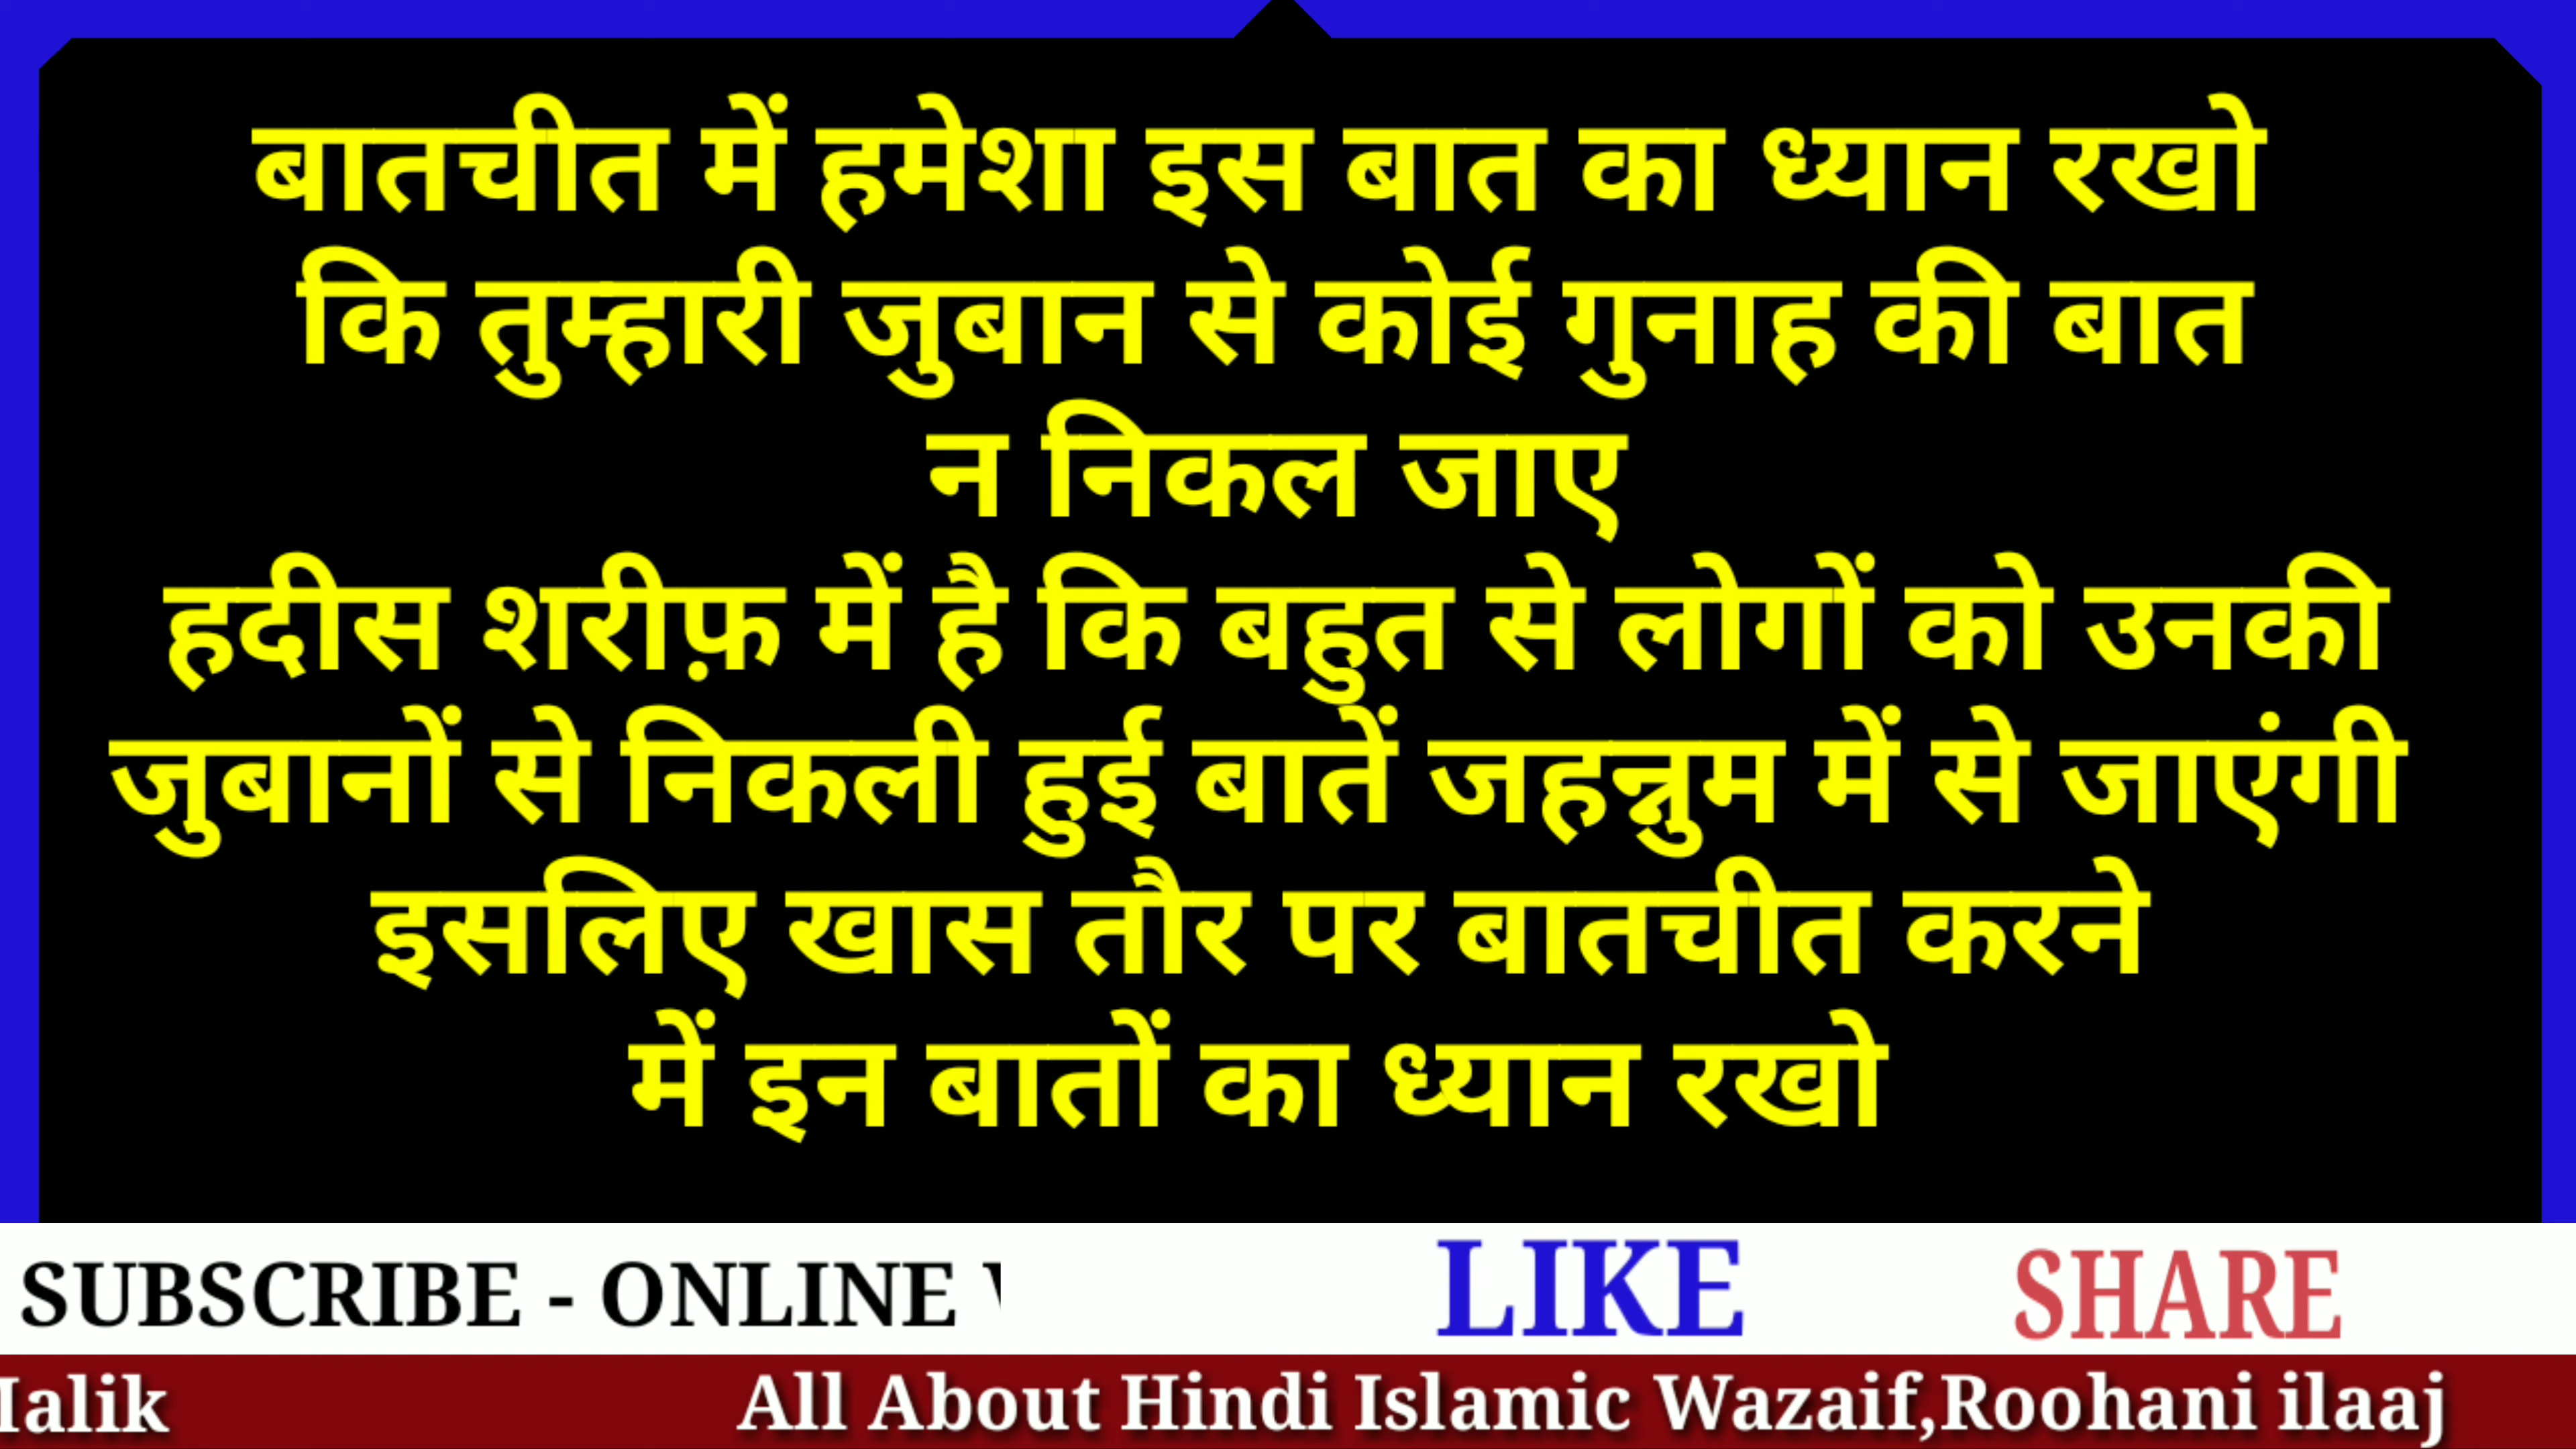 बातचीत में हमेशा इस बात का ध्यान रखो
कि तुम्हारी जुबान से कोई गुनाह की बात
न निकल जाए
हदीस शरीफ़ में है कि बहुत से लोगों को उनकी
जुबानों से निकली हुई बातें जहन्नुम में से जाएंगी
इसलिए खास तौर पर बातचीत करने
में इन बातों का ध्यान रखो
SUBSCRIBE - ONLINE
LIKE
SHARE
All About Hindi Islamic Wazaif,Roohani ilaaj